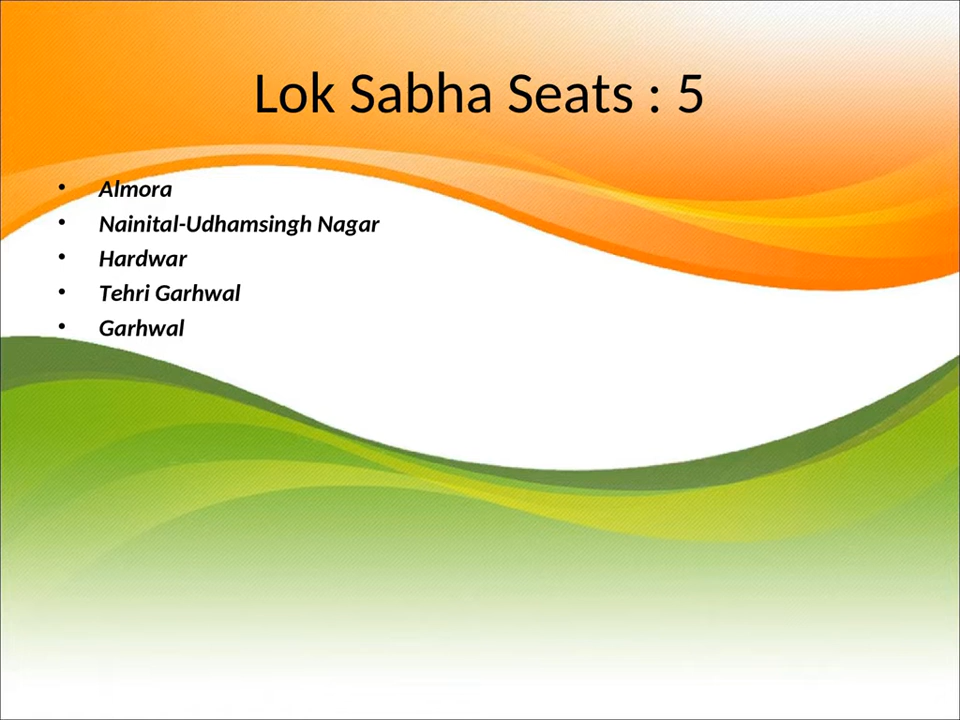 Lok Sabha Seats : 5
• Almora
• Nainital-Udhamsingh Nagar
• Hardwar
• Tehri Garhwal
• Garhwal